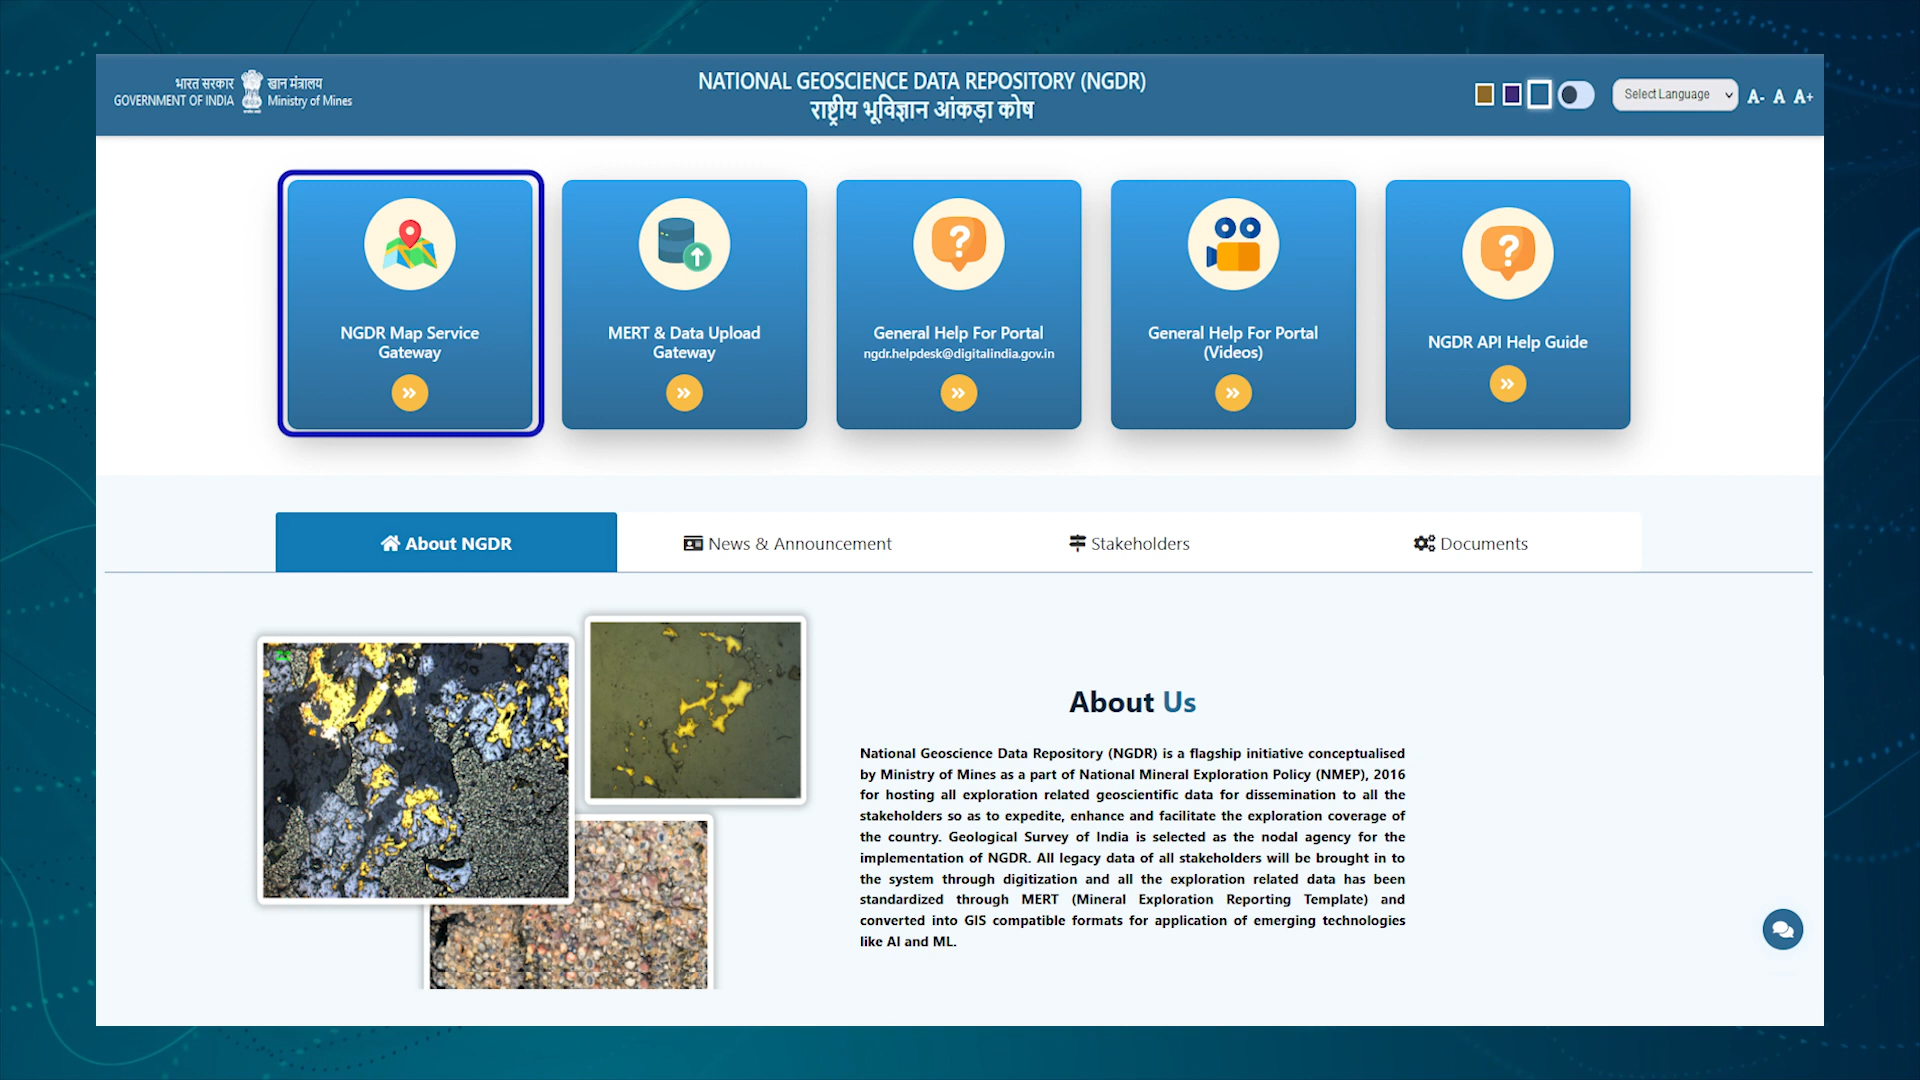 भारत सरकार
GOVERNMENT OF INDIA
खान मंत्रालय
Ministry of Mines
NATIONAL GEOSCIENCE DATA REPOSITORY (NGDR)
राष्ट्रीय भूविज्ञान आंकड़ा कोष
Select Language
A- A A+
NGDR Map Service
Gateway
MERT & Data Upload
Gateway
General Help For Portal
ngdr.helpdesk@digitalindia.gov.in
General Help For Portal
(Videos)
NGDR API Help Guide
About NGDR
News & Announcement
Stakeholders
Documents
About Us
National Geoscience Data Repository (NGDR) is a flagship initiative conceptualised
by Ministry of Mines as a part of National Mineral Exploration Policy (NMEP), 2016
for hosting all exploration related geoscientific data for dissemination to all the
stakeholders so as to expedite, enhance and facilitate the exploration coverage of
the country. Geological Survey of India is selected as the nodal agency for the
implementation of NGDR. All legacy data of all stakeholders will be brought in to
the system through digitization and all the exploration related data has been
standardized through MERT (Mineral Exploration Reporting Template) and
converted into GIS compatible formats for application of emerging technologies
like AI and ML.